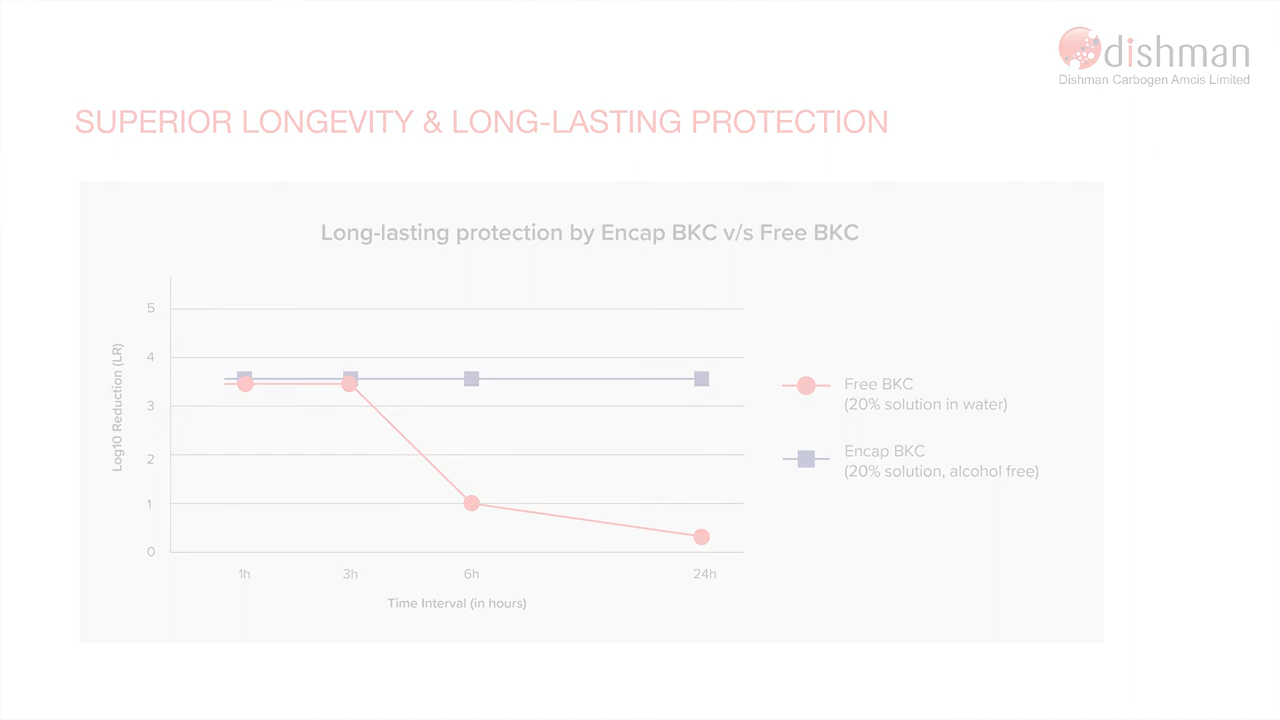 dishman
Dishman Carbogen Amcis Limited
SUPERIOR LONGEVITY & LONG-LASTING PROTECTION
Long-lasting protection by Encap BKC v/s Free BKC
Log10 Reduction (LR)
5
4
3
2
1
0
1h 3h 6h 24h
Time Interval (in hours)
Free BKC
(20% solution in water)
Encap BKC
(20% solution, alcohol free)